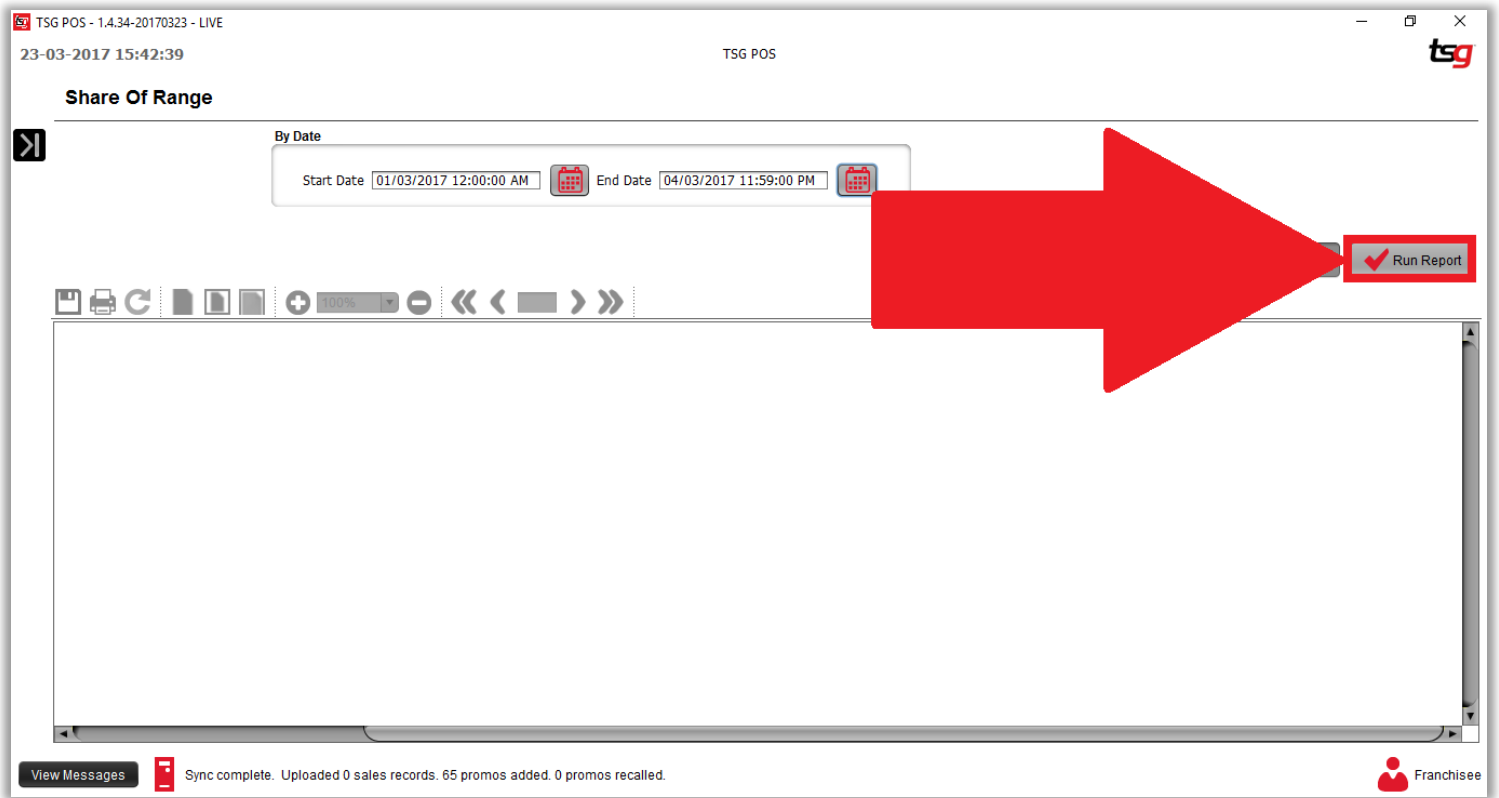 TSG POS - 1.4.34-20170323 - LIVE
23-03-2017 15:42:39
TSG POS
tsg
Share Of Range
By Date
Start Date 01/03/2017 12:00:00 AM End Date 04/03/2017 11:59:00 PM
Run Report
100%
View Messages Sync complete. Uploaded 0 sales records. 65 promos added. 0 promos recalled. Franchisee